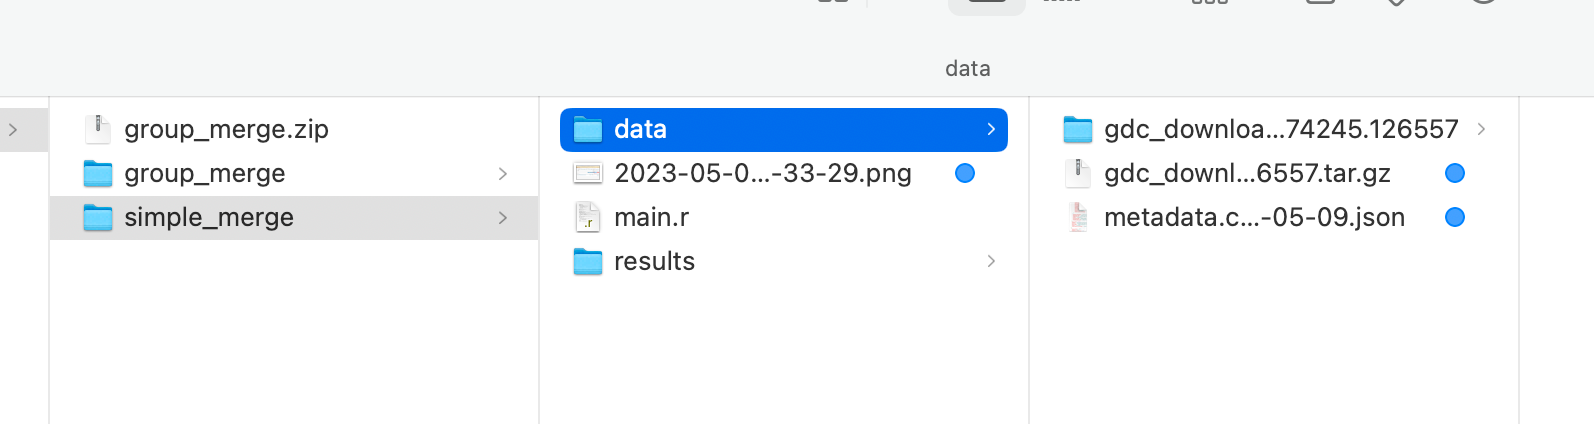 data
group_merge.zip
group_merge
simple_merge
data
2023-05-0...-33-29.png
main.r
results
gdc_downloa...74245.126557
gdc_downl...6557.tar.gz
metadata.c...-05-09.json